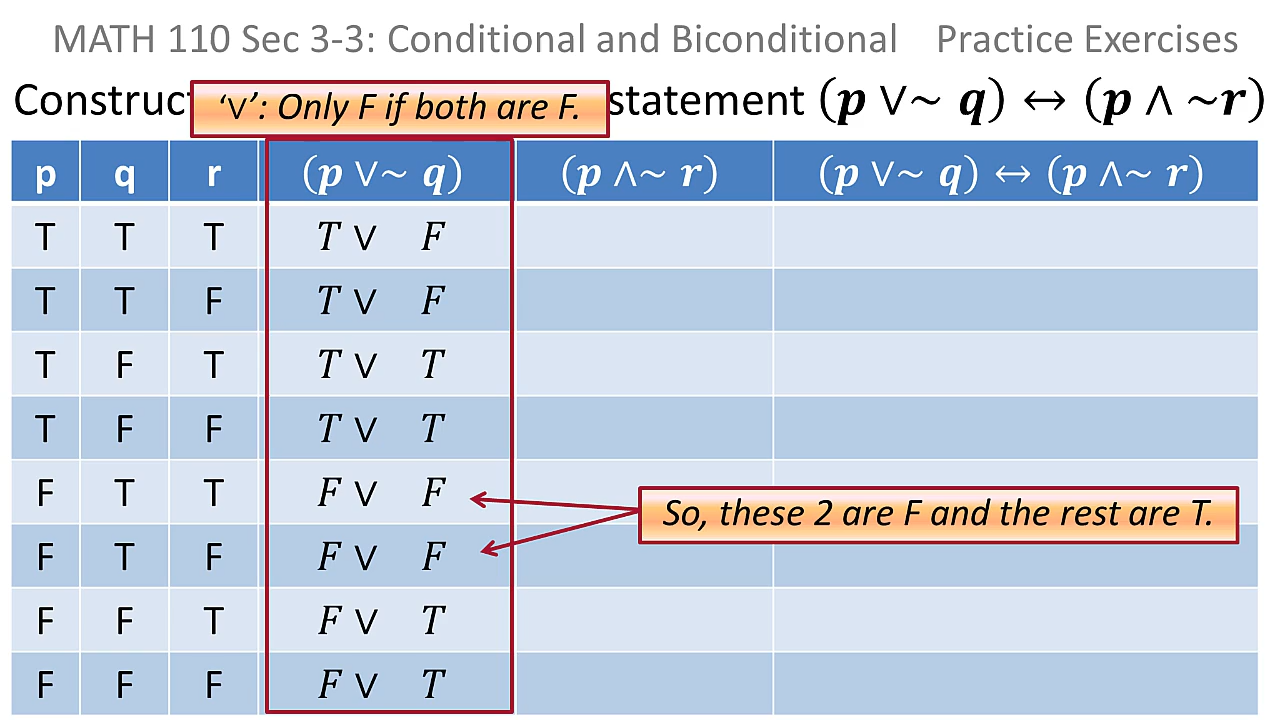 MATH 110 Sec 3-3: Conditional and Biconditional Practice Exercises
Construct statement (p ∨~ q) ↔ (p ∧ ~r)
‘∨’: Only F if both are F.
p q r (p ∨~ q) (p ∧~ r) (p ∨~ q) ↔ (p ∧~ r)
T T T T ∨ F
T T F T ∨ F
T F T T ∨ T
T F F T ∨ T
F T T F ∨ F
So, these 2 are F and the rest are T.
F T F F ∨ F
F F T F ∨ T
F F F F ∨ T